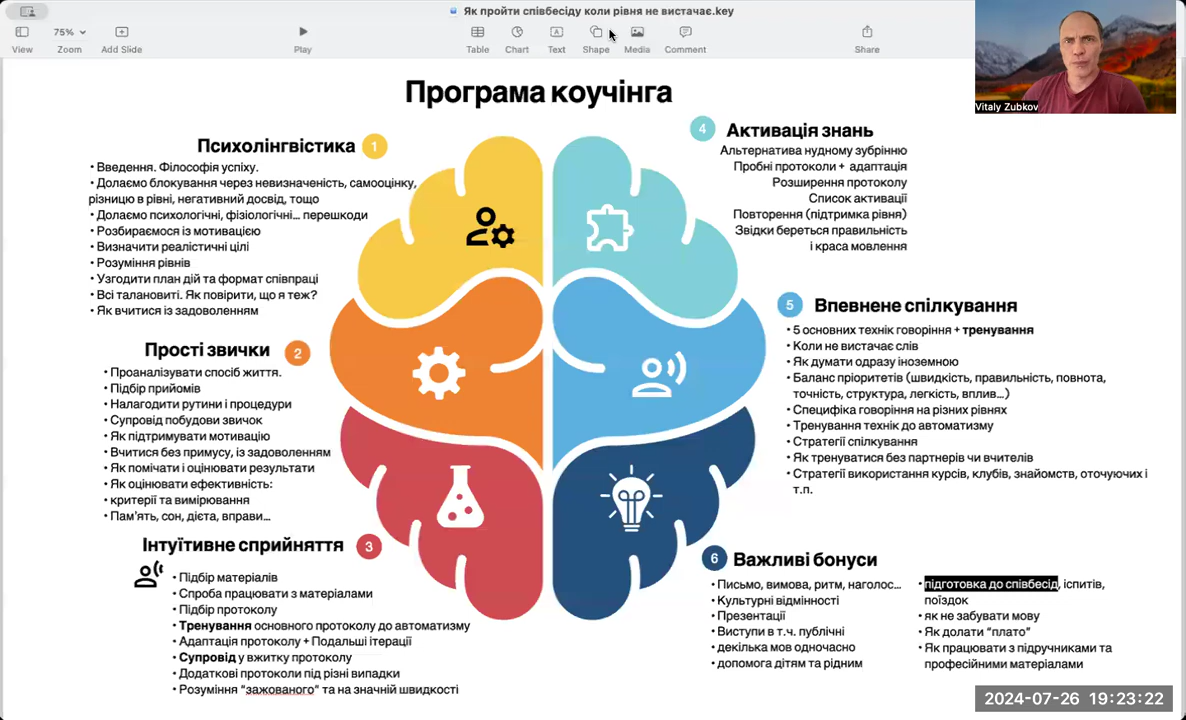 Як пройти співбесіду коли рівня не вистачає.key
75%
View
Zoom
Add Slide
Play
Table
Chart
Text
Shape
Media
Comment
Share
Vitaly Zubkov
Програма коучінга
Психолінгвістика 1
• Введення. Філософія успіху.
• Долаємо блокування через невизначеність, самооцінку,
різницю в рівні, негативний досвід, тощо
• Долаємо психологічні, фізіологічні... перешкоди
• Розбираємося із мотивацією
• Визначити реалістичні цілі
• Розуміння рівнів
• Узгодити план дій та формат співпраці
• Всі талановиті. Як повірити, що я теж?
• Як вчитися із задоволенням
Прості звички 2
• Проаналізувати спосіб життя.
• Підбір прийомів
• Налагодити рутини і процедури
• Супровід побудови звичок
• Як підтримувати мотивацію
• Вчитися без примусу, із задоволенням
• Як помічати і оцінювати результати
• Як оцінювати ефективність:
• критерії та вимірювання
• Пам'ять, сон, дієта, вправи...
Інтуїтивне сприйняття 3
• Підбір матеріалів
• Спроба працювати з матеріалами
• Підбір протоколу
• Тренування основного протоколу до автоматизму
• Адаптація протоколу + Подальші ітерації
• Супровід у вжитку протоколу
• Додаткові протоколи під різні випадки
• Розуміння "зажованого" та на значній швидкості
4 Активація знань
Альтернатива нудному зубрінню
Пробні протоколи + адаптація
Розширення протоколу
Список активації
Повторення (підтримка рівня)
Звідки береться правильність
і краса мовлення
5 Впевнене спілкування
• 5 основних технік говоріння + тренування
• Коли не вистачає слів
• Як думати одразу іноземною
• Баланс пріоритетів (швидкість, правильність, повнота,
точність, структура, легкість, вплив...)
• Специфіка говоріння на різних рівнях
• Тренування технік до автоматизму
• Стратегії спілкування
• Як тренуватися без партнерів чи вчителів
• Стратегії використання курсів, клубів, знайомств, оточуючих і
т.п.
6 Важливі бонуси
• Письмо, вимова, ритм, наголос...
• Культурні відмінності
• Презентації
• Виступи в т.ч. публічні
• декілька мов одночасно
• допомога дітям та рідним
• підготовка до співбесід, іспитів,
поїздок
• як не забувати мову
• Як долати "плато"
• Як працювати з підручниками та
професійними матеріалами
2024-07-26 19:23:22